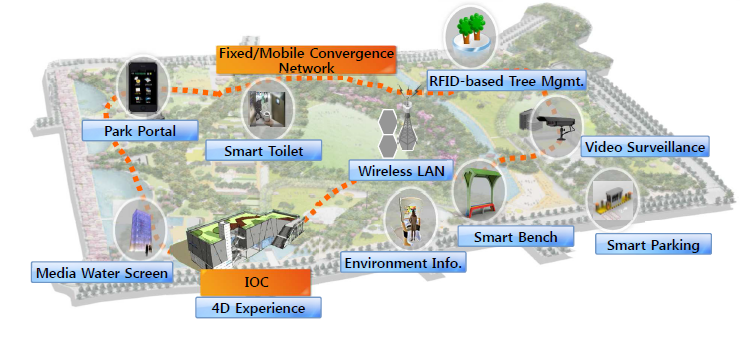 Fixed/Mobile Convergence
Network
RFID-based Tree Mgmt.
Park Portal
Smart Toilet
Video Surveillance
Wireless LAN
Smart Bench
Smart Parking
Environment Info.
Media Water Screen
IOC
4D Experience